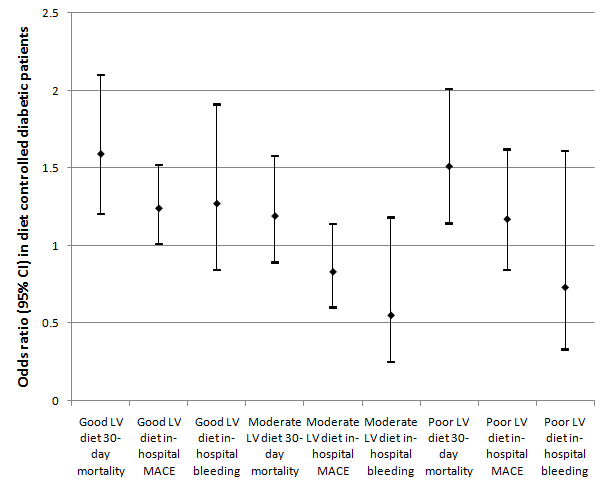 Odds ratio (95% CI) in diet controlled diabetic patients
2.5
2
1.5
1
0.5
0
Good LV
diet 30-
day
mortality
Good LV
diet in-
hospital
MACE
Good LV
diet in-
hospital
bleeding
Moderate
LV diet 30-
day
mortality
Moderate
LV diet in-
hospital
MACE
Moderate
LV diet in-
hospital
bleeding
Poor LV
diet 30-
day
mortality
Poor LV
diet in-
hospital
MACE
Poor LV
diet in-
hospital
bleeding